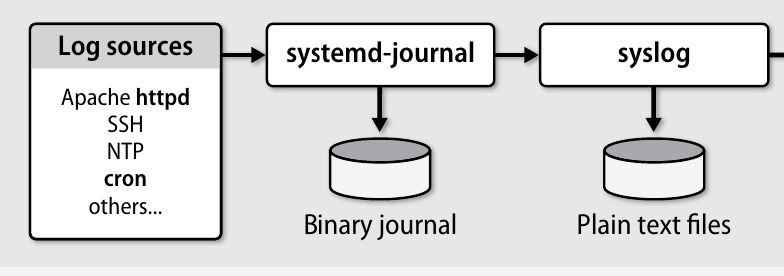 Log sources
Apache httpd
SSH
NTP
cron
others...
systemd-journal
Binary journal
syslog
Plain text files